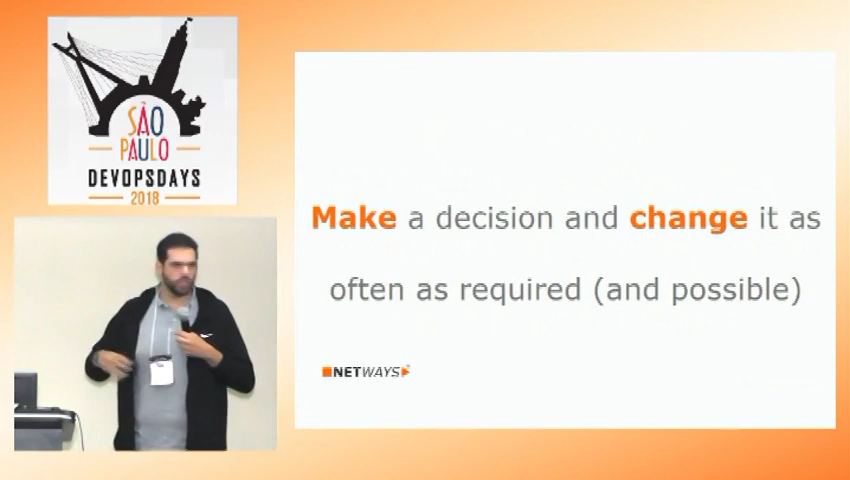 SÃO
PAULO
DEVOPSDAYS
2018
Make a decision and change it as
often as required (and possible)
NETWAYS